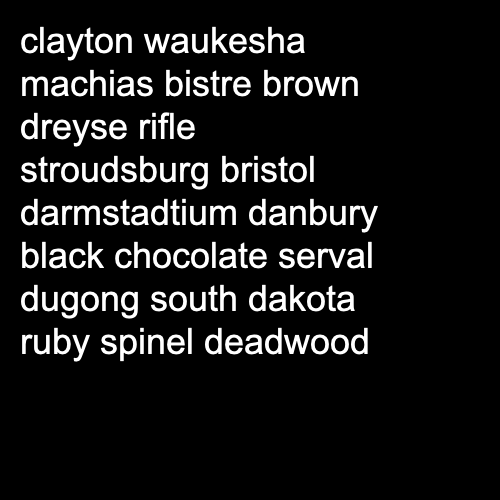 clayton waukesha
machias bistre brown
dreyse rifle
stroudsburg bristol
darmstadtium danbury
black chocolate serval
dugong south dakota
ruby spinel deadwood